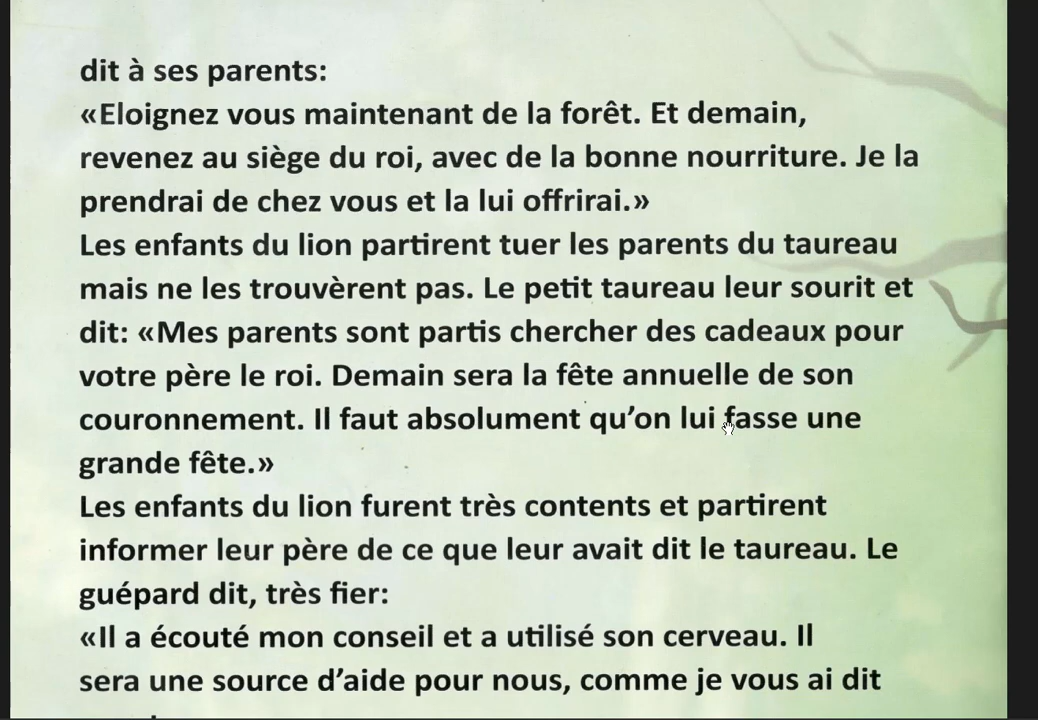 dit à ses parents:
«Eloignez vous maintenant de la forêt. Et demain,
revenez au siège du roi, avec de la bonne nourriture. Je la
prendrai de chez vous et la lui offrirai.»
Les enfants du lion partirent tuer les parents du taureau
mais ne les trouvèrent pas. Le petit taureau leur sourit et
dit: «Mes parents sont partis chercher des cadeaux pour
votre père le roi. Demain sera la fête annuelle de son
couronnement. Il faut absolument qu’on lui fasse une
grande fête.»
Les enfants du lion furent très contents et partirent
informer leur père de ce que leur avait dit le taureau. Le
guépard dit, très fier:
«Il a écouté mon conseil et a utilisé son cerveau. Il
sera une source d’aide pour nous, comme je vous ai dit